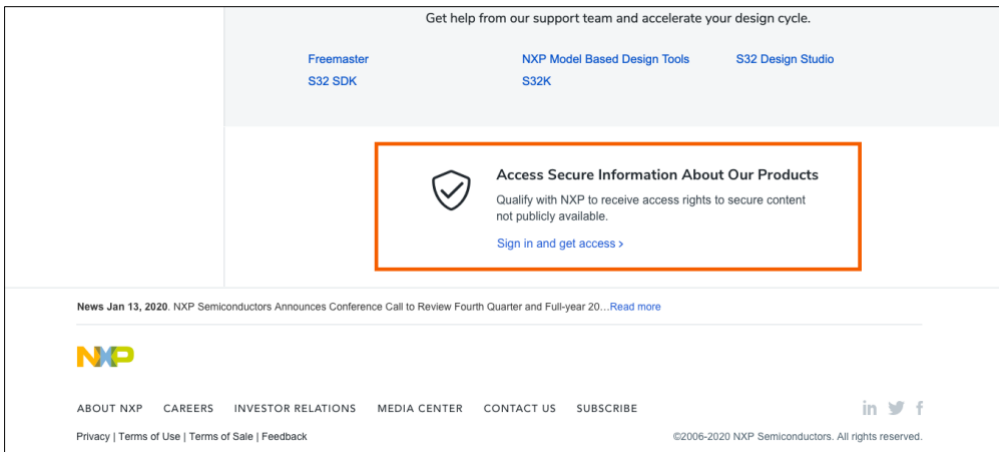 Get help from our support team and accelerate your design cycle.
Freemaster NXP Model Based Design Tools S32 Design Studio
S32 SDK S32K
Access Secure Information About Our Products
Qualify with NXP to receive access rights to secure content
not publicly available.
Sign in and get access >
News Jan 13, 2020. NXP Semiconductors Announces Conference Call to Review Fourth Quarter and Full-year 20...Read more
NXP
ABOUT NXP CAREERS INVESTOR RELATIONS MEDIA CENTER CONTACT US SUBSCRIBE in f
Privacy | Terms of Use | Terms of Sale | Feedback ©2006-2020 NXP Semiconductors. All rights reserved.